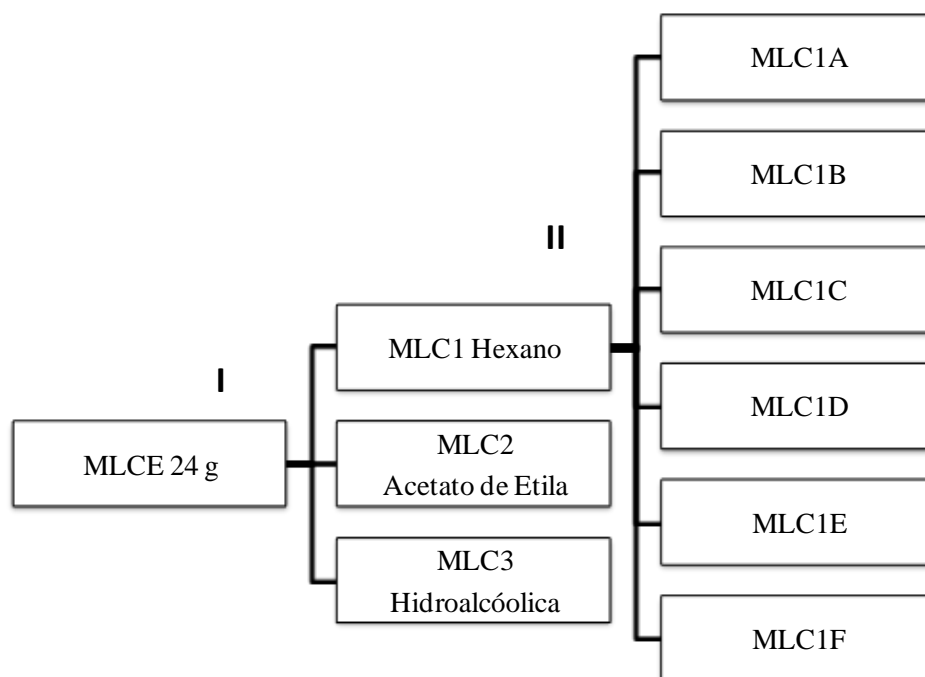 MLC1A
MLC1B
II
MLC1C
MLC1 Hexano
I
MLC1D
MLCE 24 g
MLC2
Acetato de Etila
MLC1E
MLC3
Hidroalcóolica
MLC1F